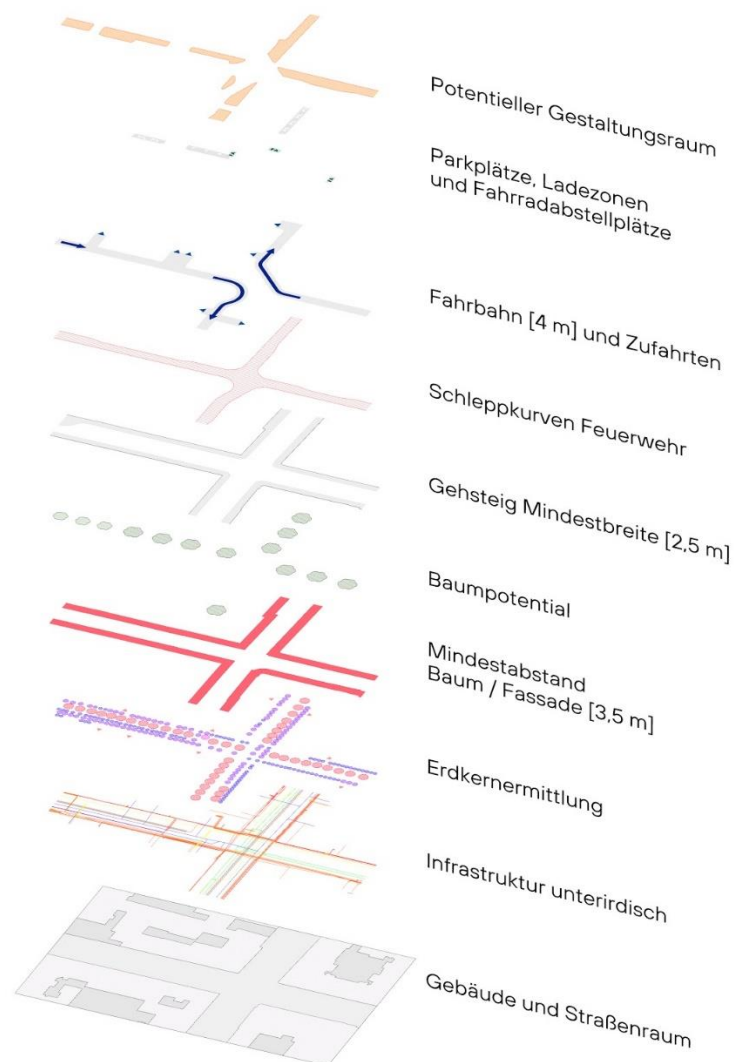 Potentieller Gestaltungsraum
Parkplätze, Ladezonen
und Fahrradabstellplätze
Fahrbahn [4 m] und Zufahrten
Schleppkurven Feuerwehr
Gehsteig Mindestbreite [2,5 m]
Baumpotential
Mindestabstand
Baum / Fassade [3,5 m]
Erdkernermittlung
Infrastruktur unterirdisch
Gebäude und Straßenraum